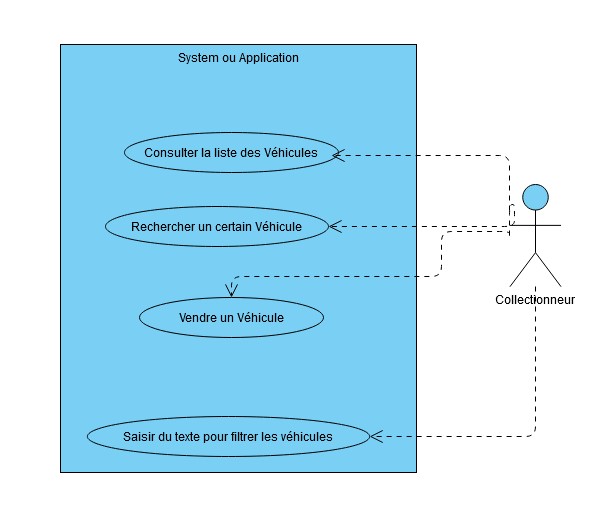 System ou Application
Consulter la liste des Véhicules
Rechercher un certain Véhicule
Vendre un Véhicule
Collectionneur
Saisir du texte pour filtrer les véhicules